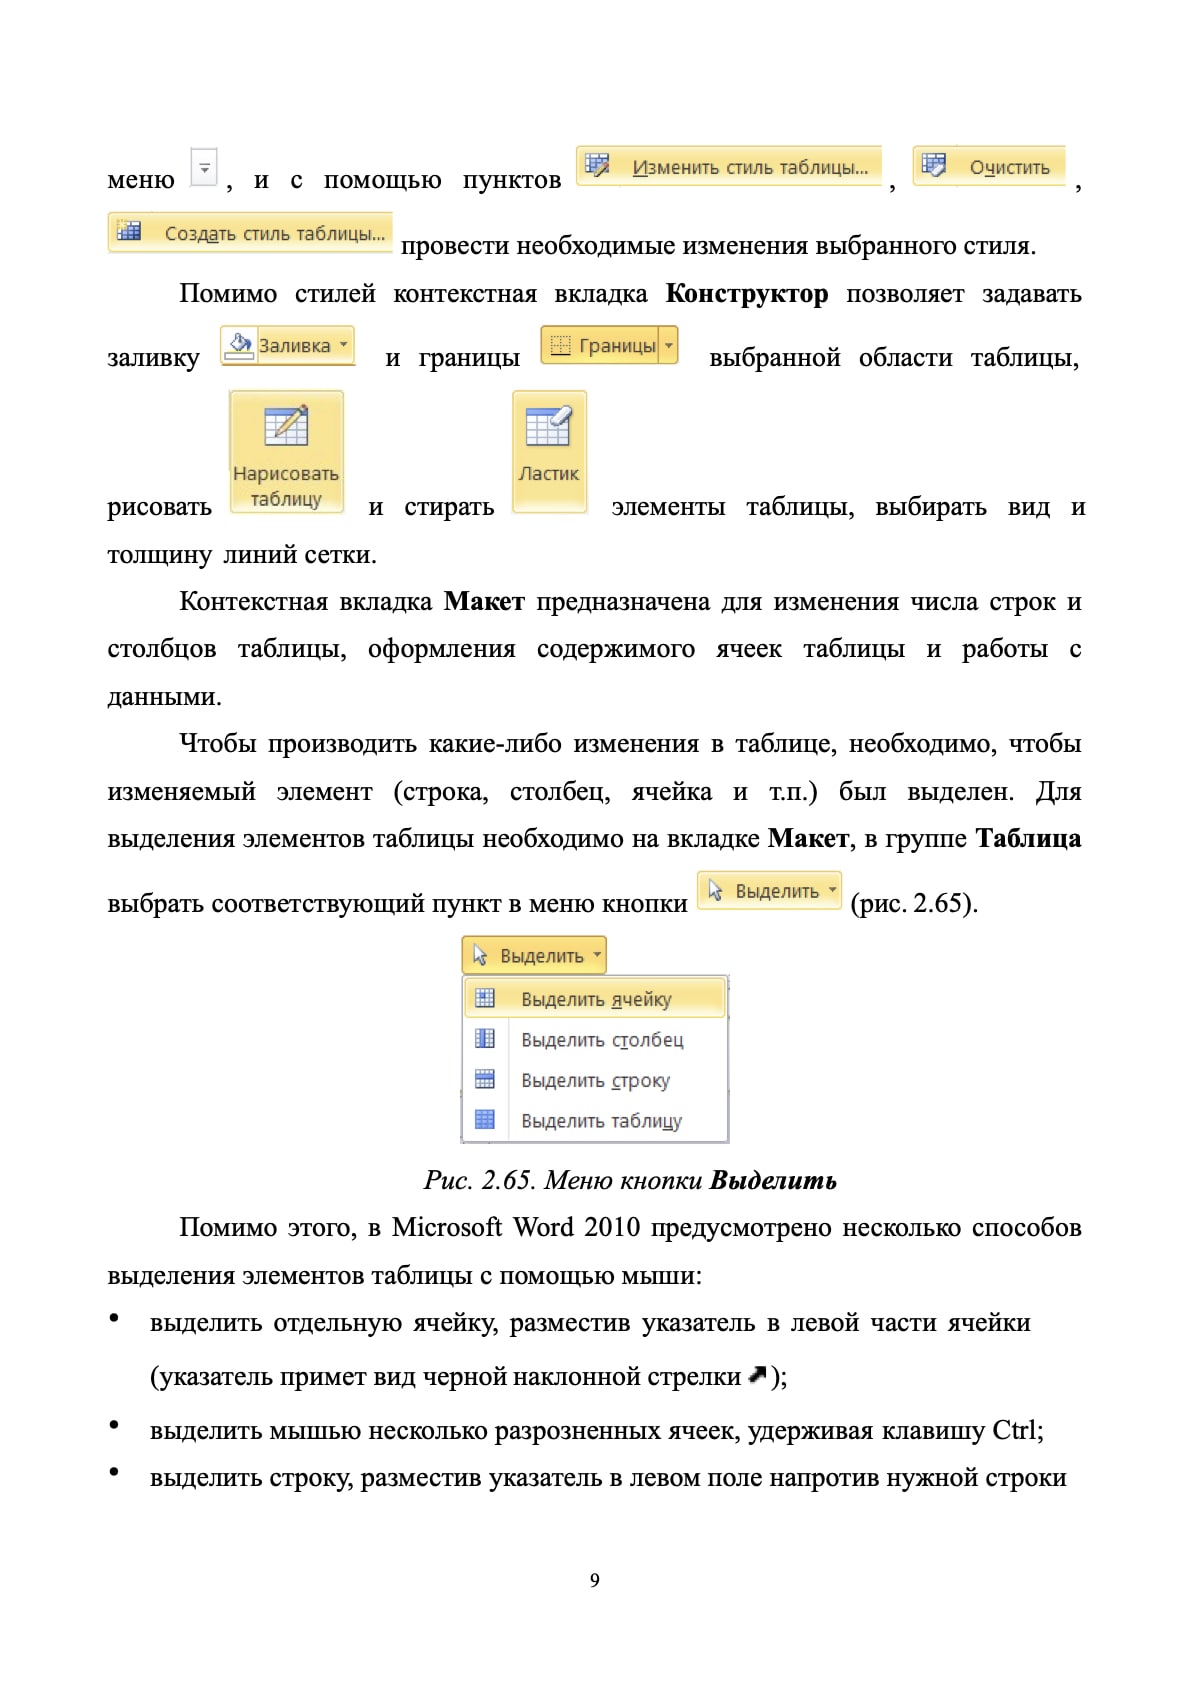 меню , и с помощью пунктов Изменить стиль таблицы... , Очистить ,
Создать стиль таблицы... провести необходимые изменения выбранного стиля.
Помимо стилей контекстная вкладка Конструктор позволяет задавать
заливку Заливка и границы Границы выбранной области таблицы,
рисовать Нарисовать таблицу и стирать Ластик элементы таблицы, выбирать вид и
толщину линий сетки.
Контекстная вкладка Макет предназначена для изменения числа строк и
столбцов таблицы, оформления содержимого ячеек таблицы и работы с
данными.
Чтобы производить какие-либо изменения в таблице, необходимо, чтобы
изменяемый элемент (строка, столбец, ячейка и т.п.) был выделен. Для
выделения элементов таблицы необходимо на вкладке Макет, в группе Таблица
выбрать соответствующий пункт в меню кнопки Выделить (рис. 2.65).
Выделить
Выделить ячейку
Выделить столбец
Выделить строку
Выделить таблицу
Рис. 2.65. Меню кнопки Выделить
Помимо этого, в Microsoft Word 2010 предусмотрено несколько способов
выделения элементов таблицы с помощью мыши:
• выделить отдельную ячейку, разместив указатель в левой части ячейки
(указатель примет вид черной наклонной стрелки );
• выделить мышью несколько разрозненных ячеек, удерживая клавишу Ctrl;
• выделить строку, разместив указатель в левом поле напротив нужной строки
9